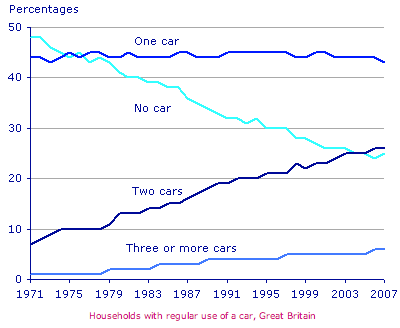 Percentages
50
One car
40
No car
30
20
Two cars
10
Three or more cars
0
1971 1975 1979 1983 1987 1991 1995 1999 2003 2007
Households with regular use of a car, Great Britain